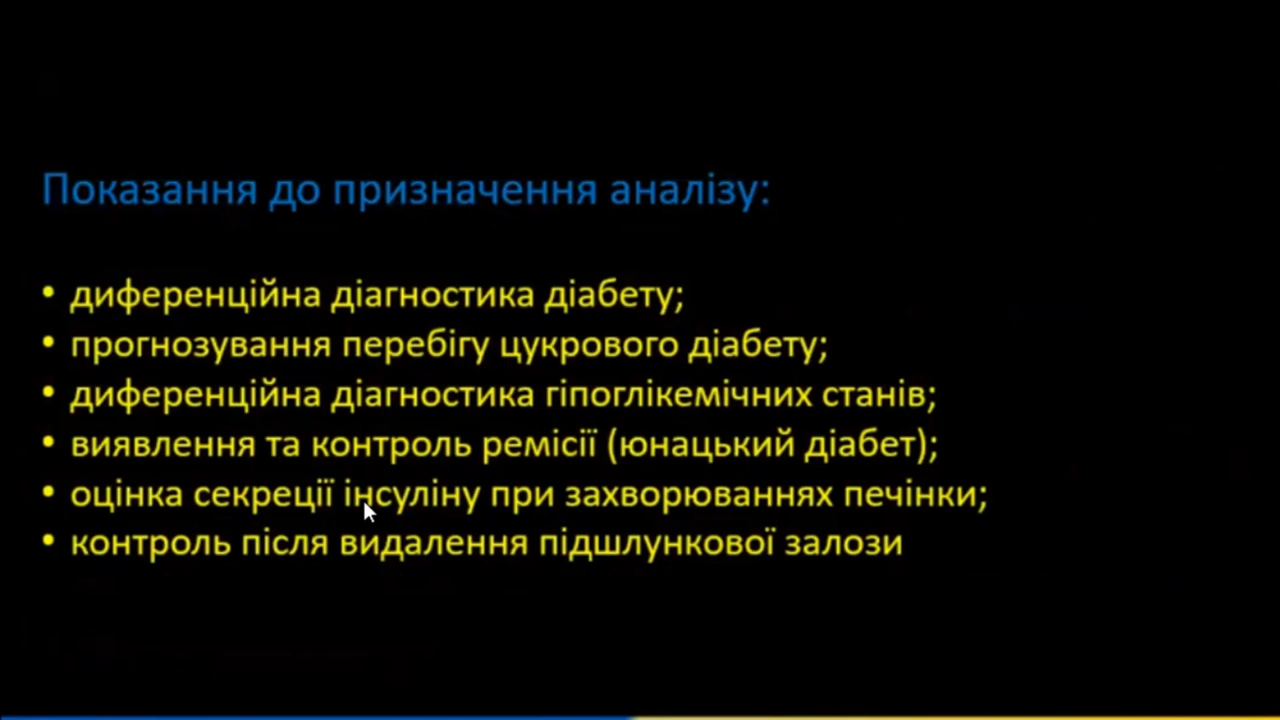 Показання до призначення аналізу:
• диференційна діагностика діабету;
• прогнозування перебігу цукрового діабету;
• диференційна діагностика гіпоглікемічних станів;
• виявлення та контроль ремісії (юнацький діабет);
• оцінка секреції інсуліну при захворюваннях печінки;
• контроль після видалення підшлункової залози